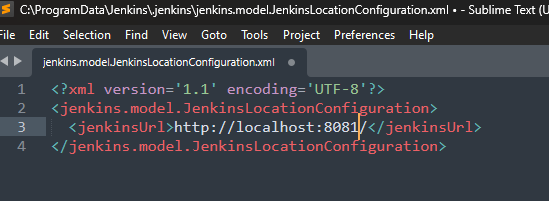 C:\ProgramData\Jenkins\.jenkins\jenkins.model.JenkinsLocationConfiguration.xml • - Sublime Text (U
File Edit Selection Find View Goto Tools Project Preferences Help
jenkins.modelJenkinsLocationConfiguration.xml
1 <?xml version='1.1' encoding='UTF-8'?>
2 <jenkins.model.JenkinsLocationConfiguration>
3 <jenkinsUrl>http://localhost:8081/</jenkinsUrl>
4 </jenkins.model.JenkinsLocationConfiguration>